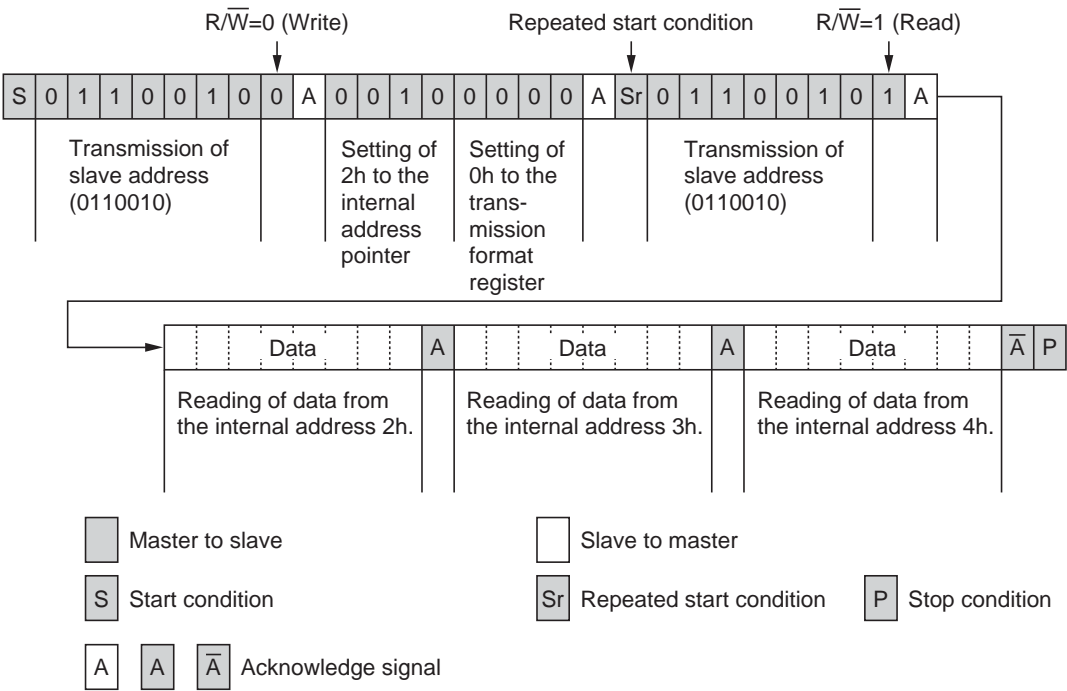 R/W̅=0 (Write) Repeated start condition R/W̅=1 (Read)
S 0 1 1 0 0 1 0 0 A 0 0 1 0 0 0 0 0 A Sr 0 1 1 0 0 1 0 1 A
Transmission of
slave address
(0110010)
Setting of
2h to the
internal
address
pointer
Setting of
0h to the
trans-
mission
format
register
Transmission of
slave address
(0110010)
Data A Data A Data A̅ P
Reading of data from
the internal address 2h.
Reading of data from
the internal address 3h.
Reading of data from
the internal address 4h.
Master to slave
Slave to master
S Start condition
Sr Repeated start condition
P Stop condition
A A A̅ Acknowledge signal